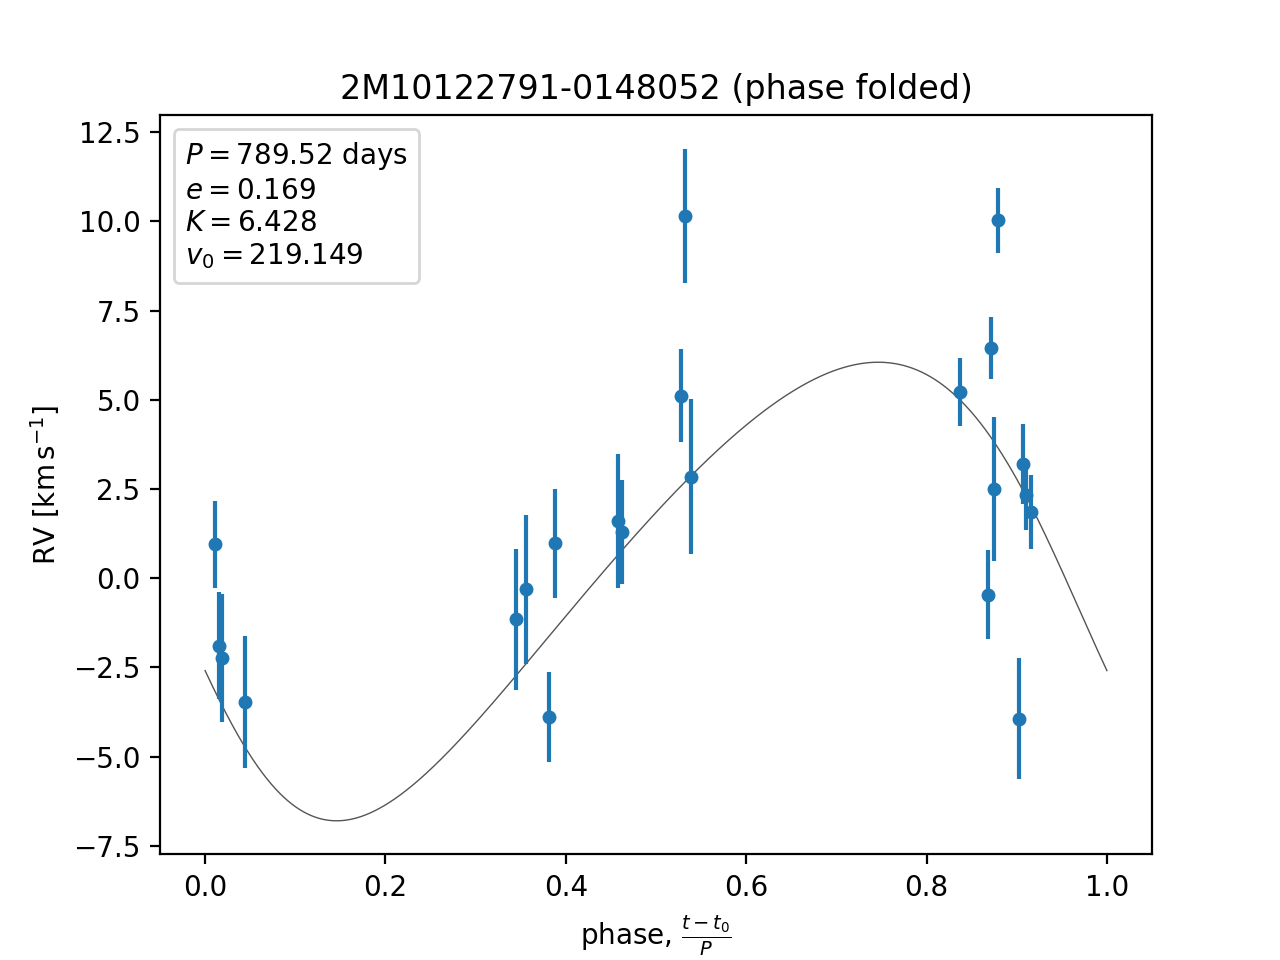 2M10122791-0148052 (phase folded)
P = 789.52 days
e = 0.169
K = 6.428
v₀ = 219.149
12.5
10.0
7.5
5.0
2.5
0.0
−2.5
−5.0
−7.5
RV [km s⁻¹]
0.0 0.2 0.4 0.6 0.8 1.0
phase, (t − t₀)/P